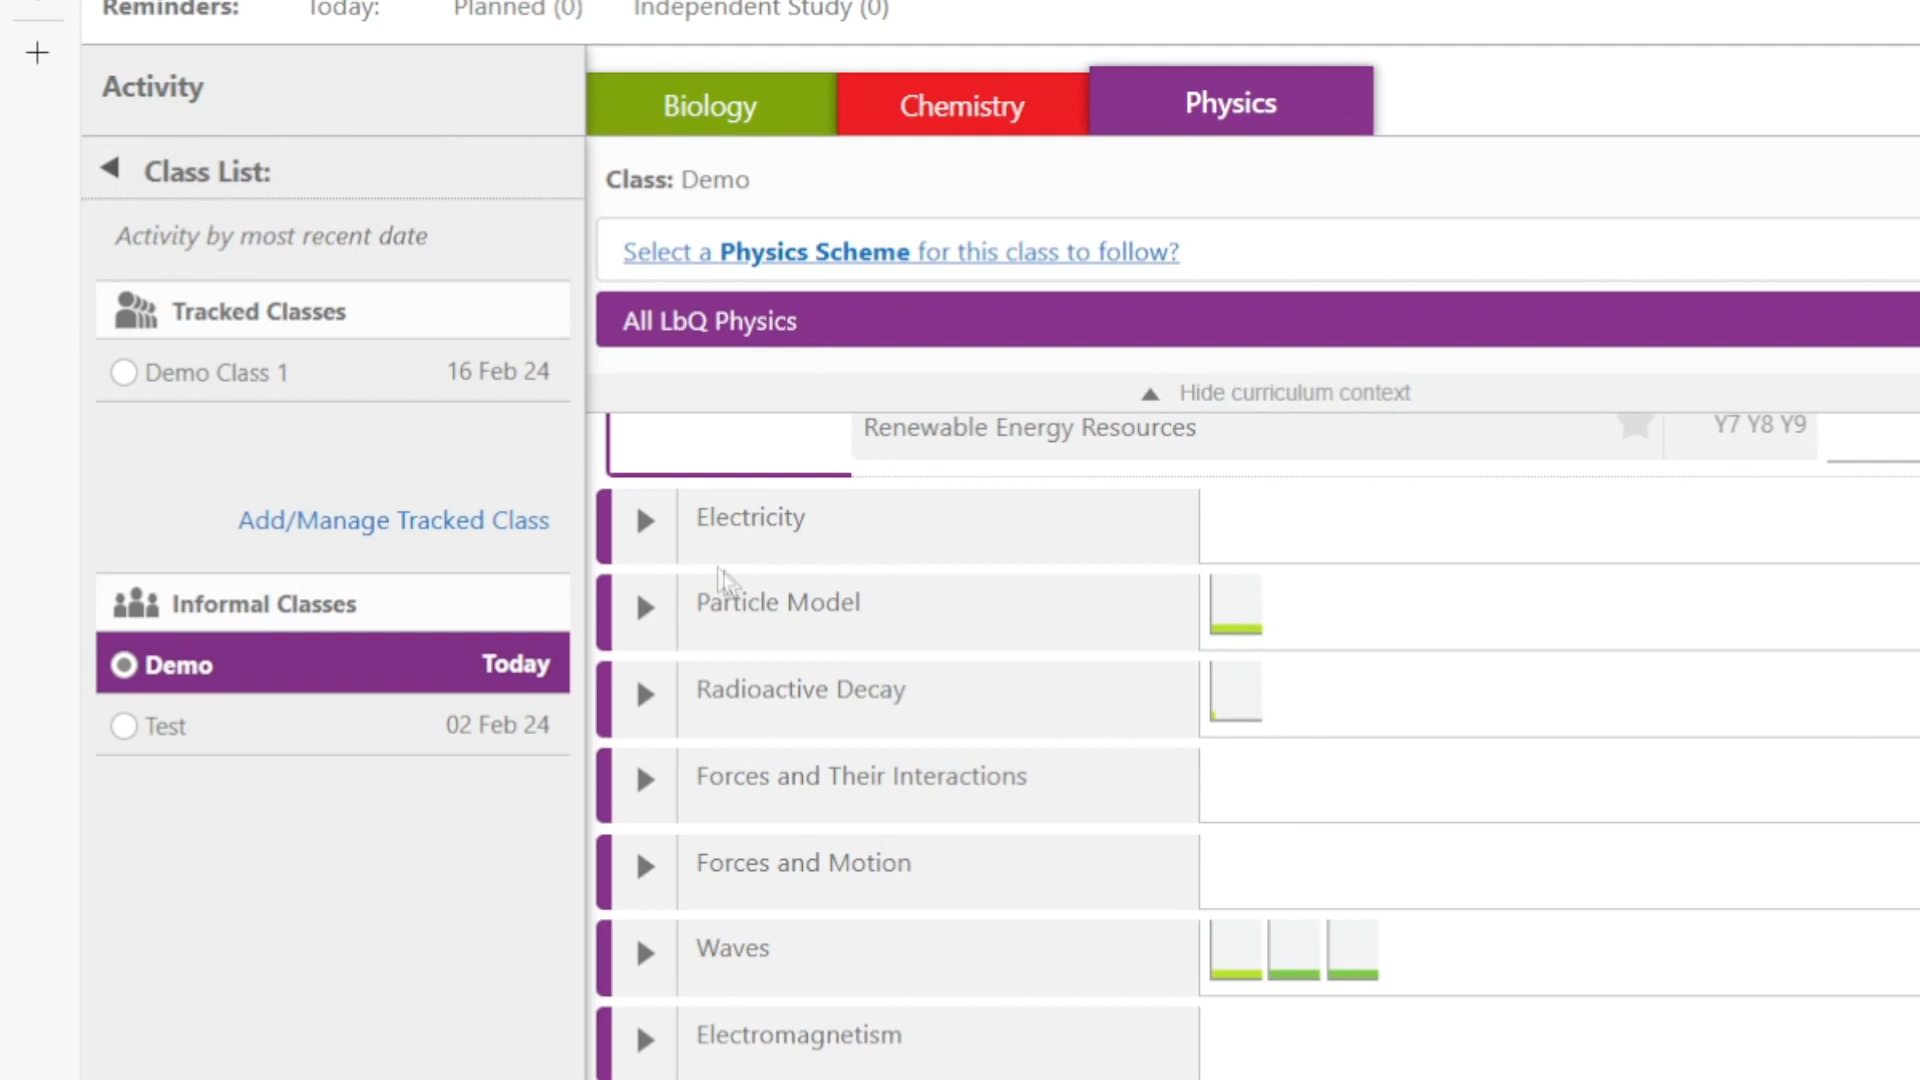 Reminders: Today: Planned (0) Independent Study (0)
Activity
Biology Chemistry Physics
Class List:
Class: Demo
Activity by most recent date
Select a Physics Scheme for this class to follow?
Tracked Classes
All LbQ Physics
Demo Class 1 16 Feb 24
Hide curriculum context
Renewable Energy Resources Y7 Y8 Y9
Add/Manage Tracked Class
Electricity
Informal Classes
Particle Model
Demo Today
Radioactive Decay
Test 02 Feb 24
Forces and Their Interactions
Forces and Motion
Waves
Electromagnetism